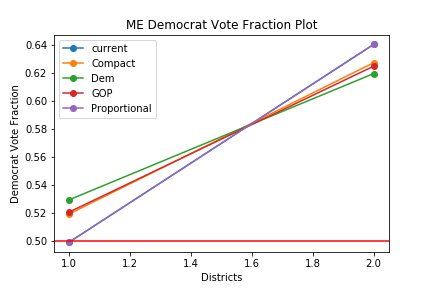 ME Democrat Vote Fraction Plot
current
Compact
Dem
GOP
Proportional
Democrat Vote Fraction
0.64
0.62
0.60
0.58
0.56
0.54
0.52
0.50
1.0 1.2 1.4 1.6 1.8 2.0
Districts